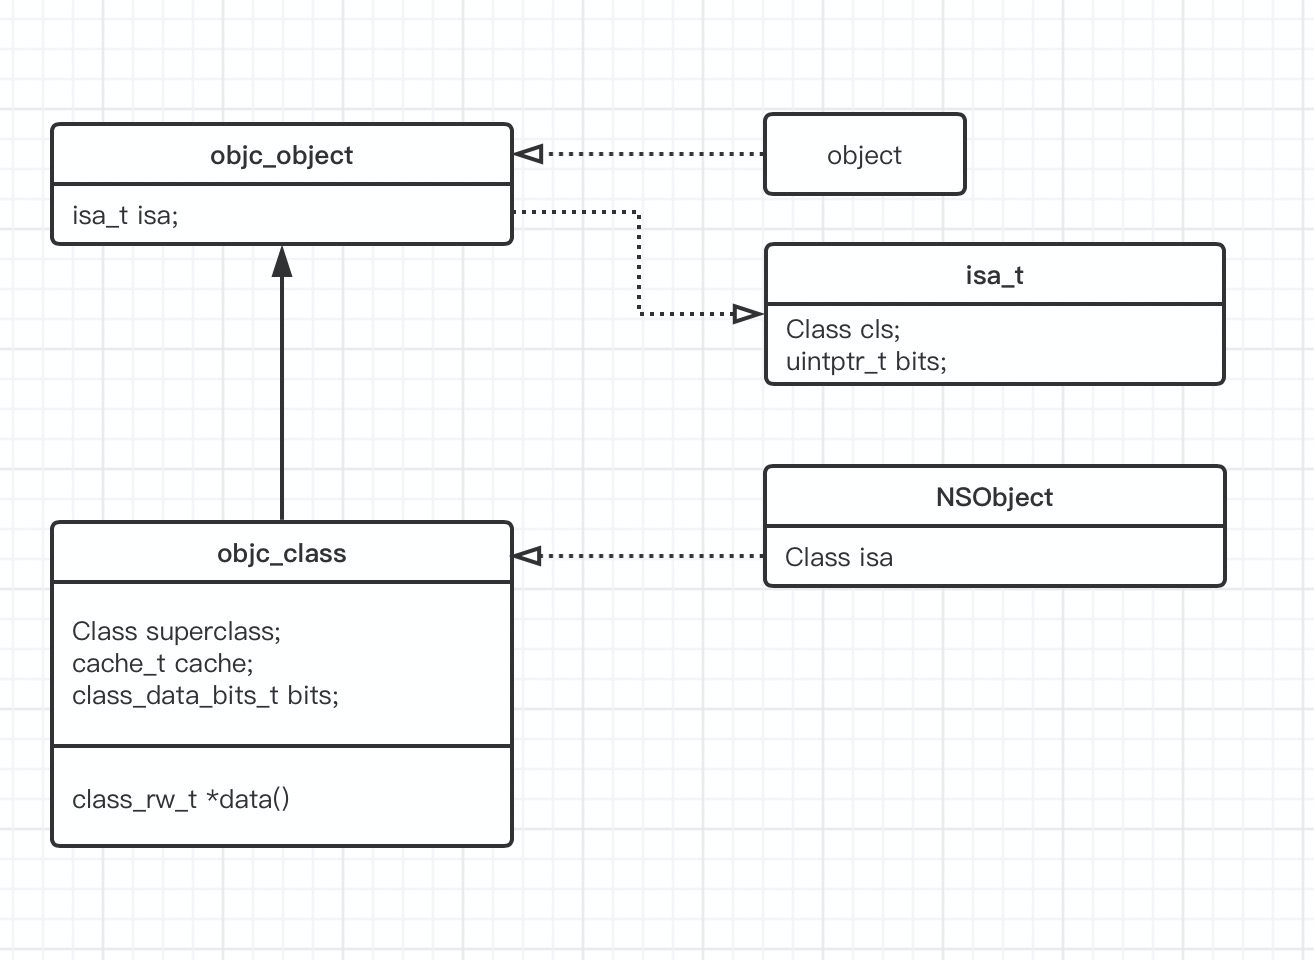 objc_object
isa_t isa;
object
isa_t
Class cls;
uintptr_t bits;
NSObject
Class isa
objc_class
Class superclass;
cache_t cache;
class_data_bits_t bits;
class_rw_t *data()